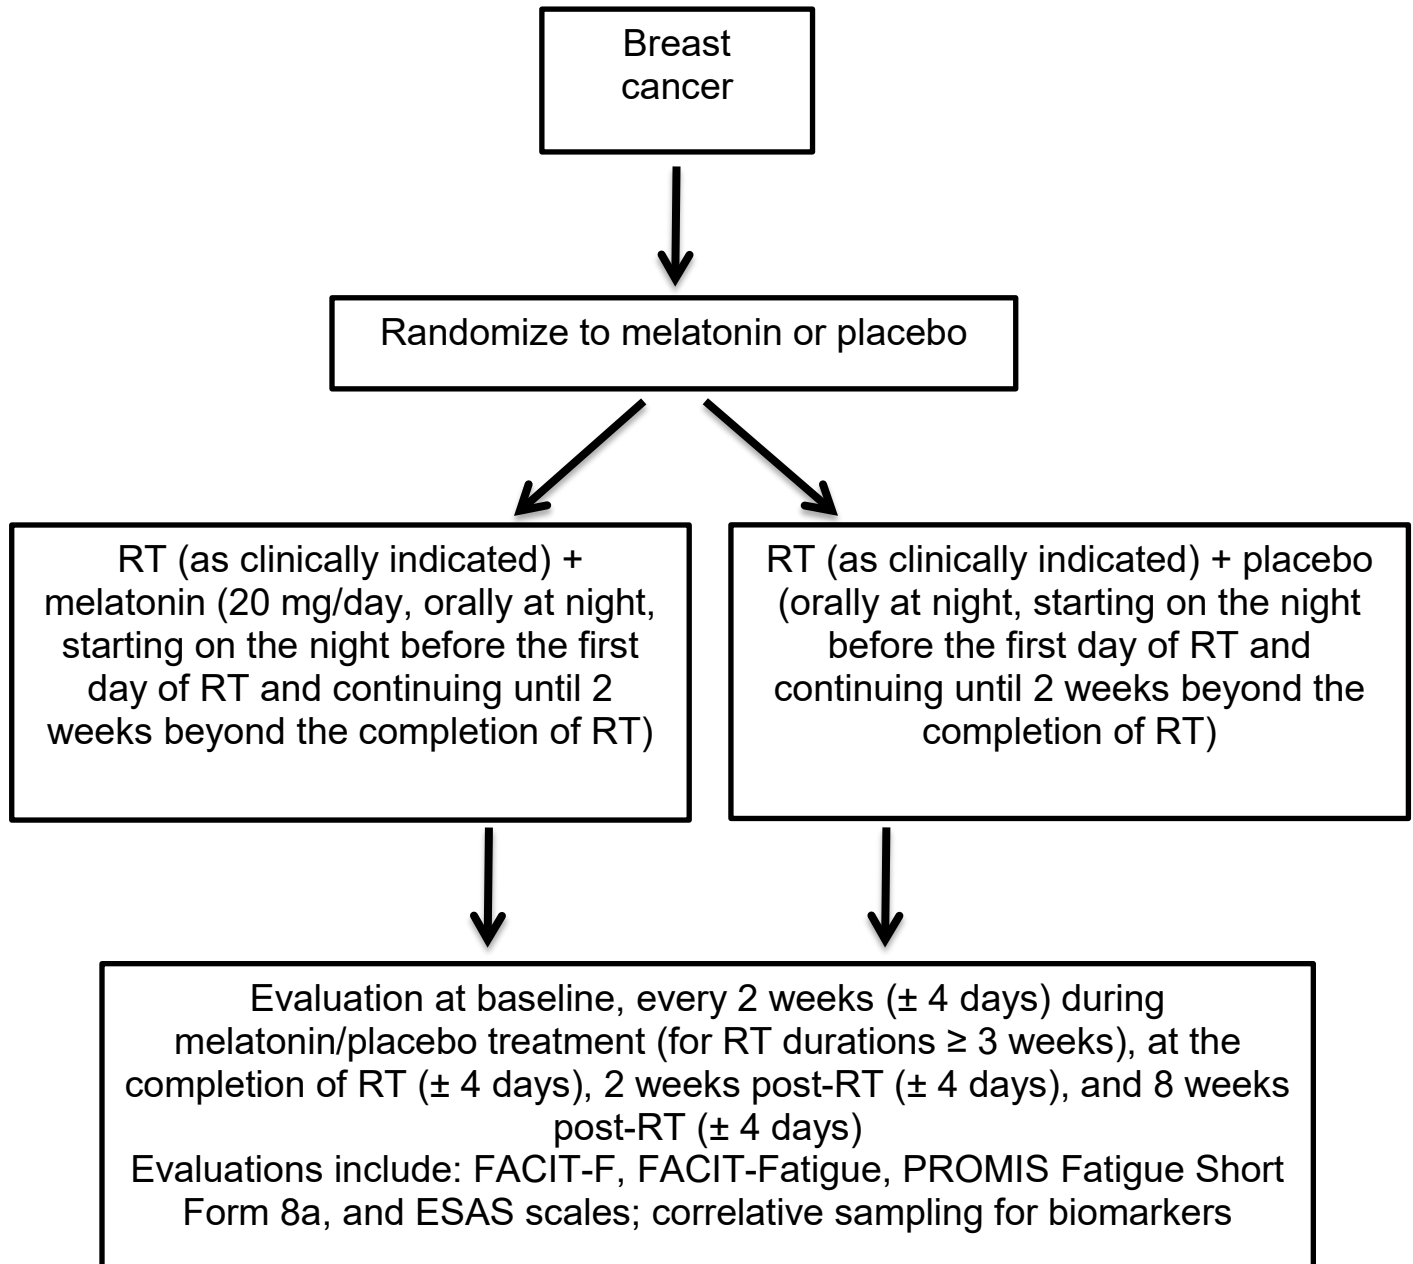 Breast
cancer
Randomize to melatonin or placebo
RT (as clinically indicated) +
melatonin (20 mg/day, orally at night,
starting on the night before the first
day of RT and continuing until 2
weeks beyond the completion of RT)
RT (as clinically indicated) + placebo
(orally at night, starting on the night
before the first day of RT and
continuing until 2 weeks beyond the
completion of RT)
Evaluation at baseline, every 2 weeks (± 4 days) during
melatonin/placebo treatment (for RT durations ≥ 3 weeks), at the
completion of RT (± 4 days), 2 weeks post-RT (± 4 days), and 8 weeks
post-RT (± 4 days)
Evaluations include: FACIT-F, FACIT-Fatigue, PROMIS Fatigue Short
Form 8a, and ESAS scales; correlative sampling for biomarkers